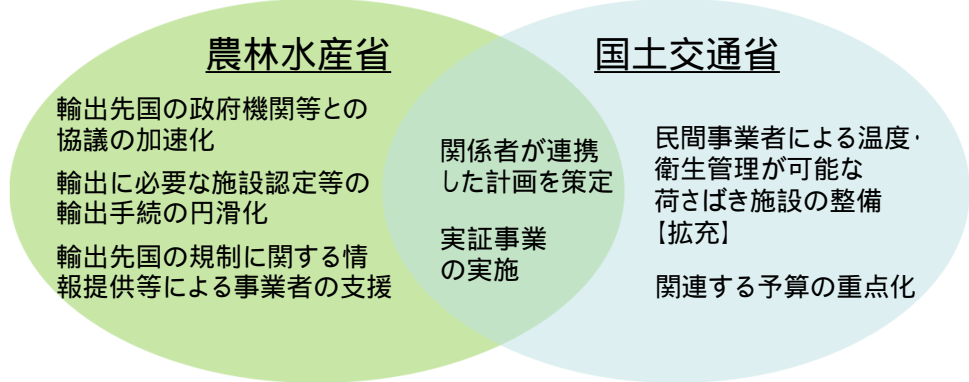 農林水産省
輸出先国の政府機関等との
協議の加速化
輸出に必要な施設認定等の
輸出手続の円滑化
輸出先国の規制に関する情
報提供等による事業者の支援
関係者が連携
した計画を策定
実証事業
の実施
国土交通省
民間事業者による温度・
衛生管理が可能な
荷さばき施設の整備
【拡充】
関連する予算の重点化